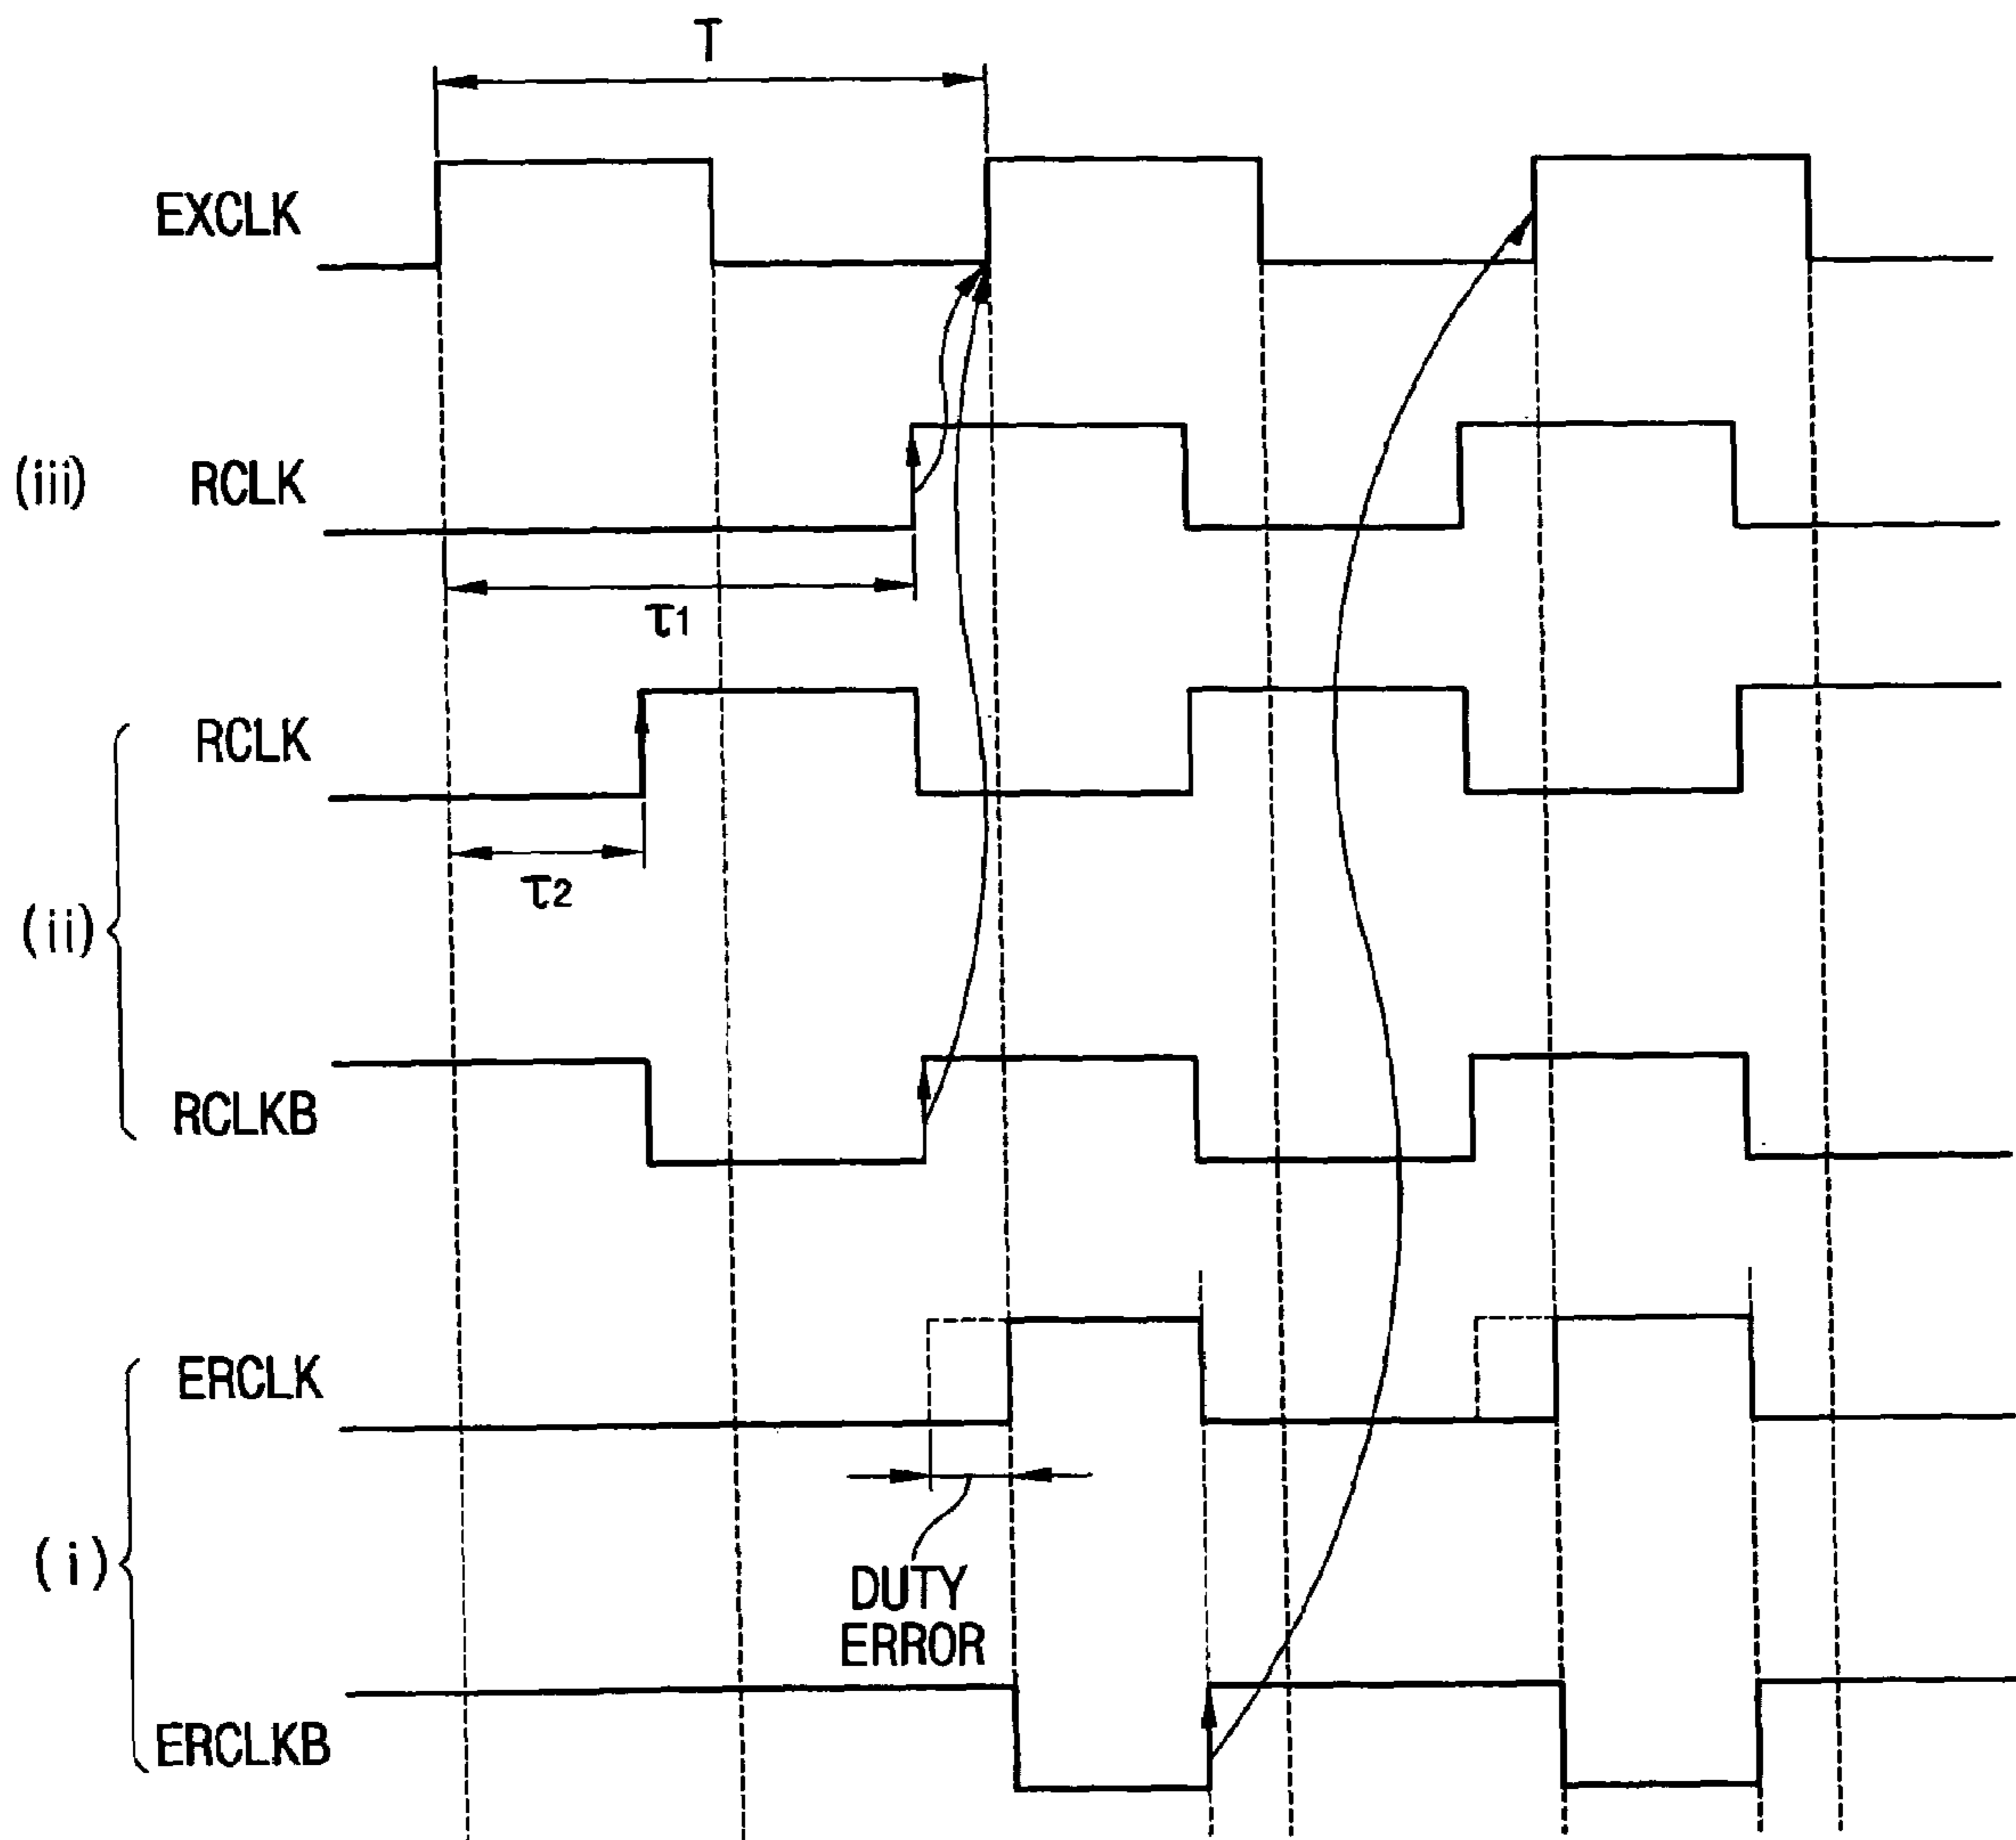 T
EXCLK
(iii) RCLK
τ1
RCLK
τ2
(ii)
RCLKB
ERCLK
(i)
DUTY
ERROR
ERCLKB